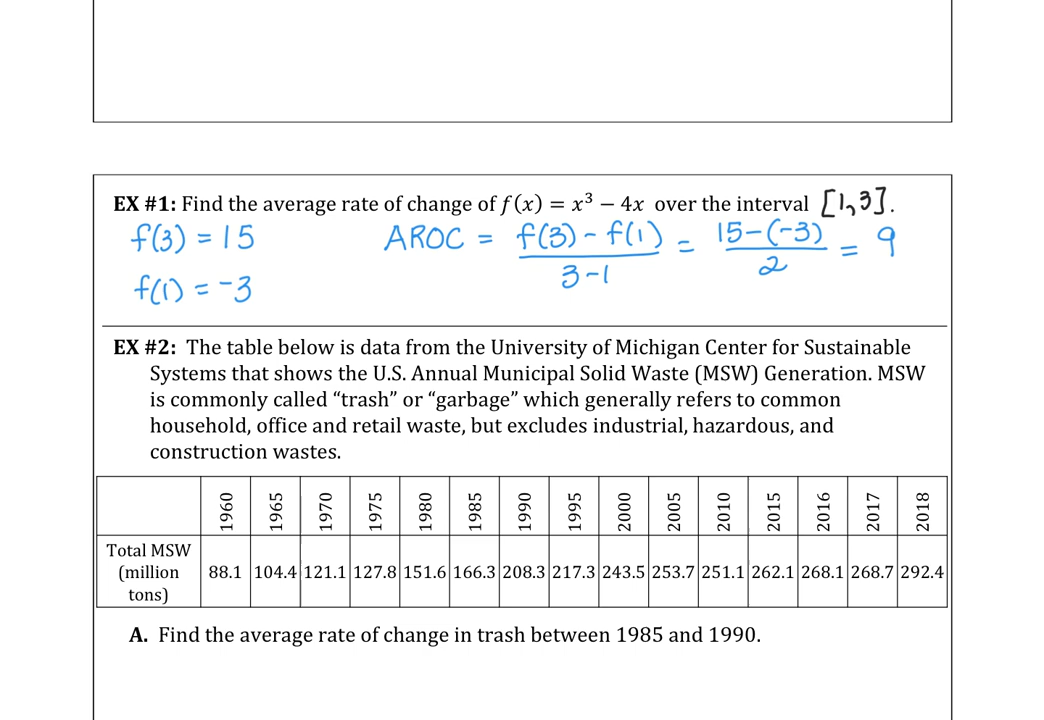 EX #1: Find the average rate of change of f(x) = x³ − 4x over the interval [1,3].
f(3) = 15
AROC = f(3) - f(1) / 3-1 = 15-(-3) / 2 = 9
f(1) = -3
EX #2: The table below is data from the University of Michigan Center for Sustainable
Systems that shows the U.S. Annual Municipal Solid Waste (MSW) Generation. MSW
is commonly called “trash” or “garbage” which generally refers to common
household, office and retail waste, but excludes industrial, hazardous, and
construction wastes.
1960 1965 1970 1975 1980 1985 1990 1995 2000 2005 2010 2015 2016 2017 2018
Total MSW
(million
tons)
88.1 104.4 121.1 127.8 151.6 166.3 208.3 217.3 243.5 253.7 251.1 262.1 268.1 268.7 292.4
A. Find the average rate of change in trash between 1985 and 1990.